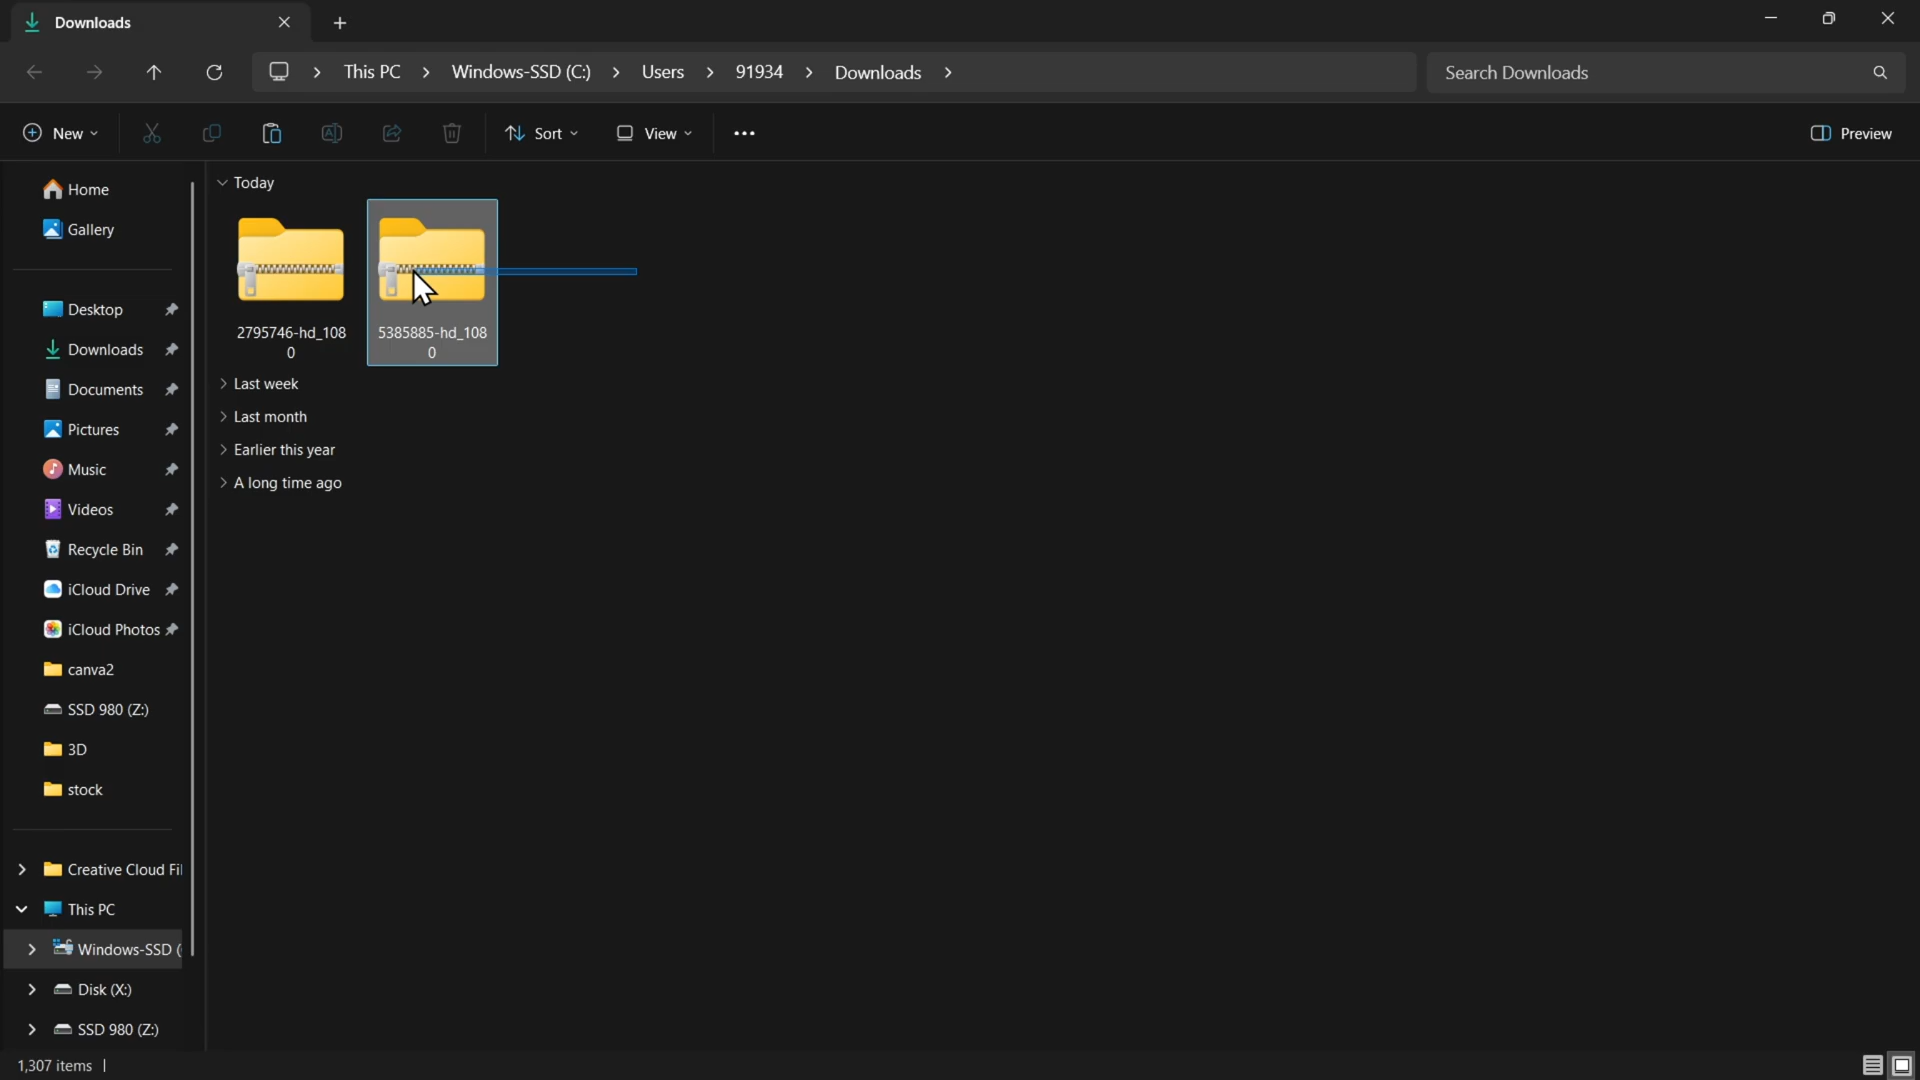 Downloads
This PC Windows-SSD (C:) Users 91934 Downloads
Search Downloads
New
Sort
View
Preview
Home
Gallery
Desktop
Downloads
Documents
Pictures
Music
Videos
Recycle Bin
iCloud Drive
iCloud Photos
canva2
SSD 980 (Z:)
3D
stock
Creative Cloud Fil
This PC
Windows-SSD (
Disk (X:)
SSD 980 (Z:)
Today
2795746-hd_108
0
5385885-hd_108
0
Last week
Last month
Earlier this year
A long time ago
1,307 items